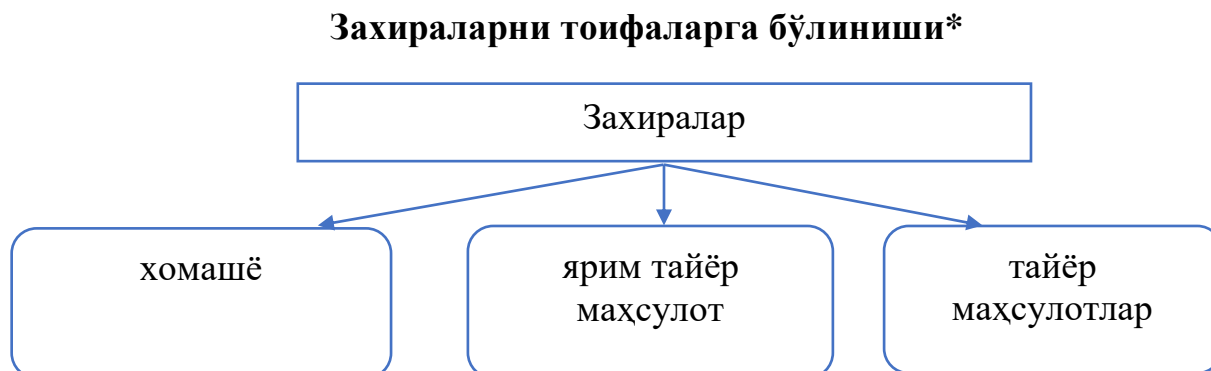 Захираларни тоифаларга бўлиниши*
Захиралар
хомашё
ярим тайёр
маҳсулот
тайёр
маҳсулотлар